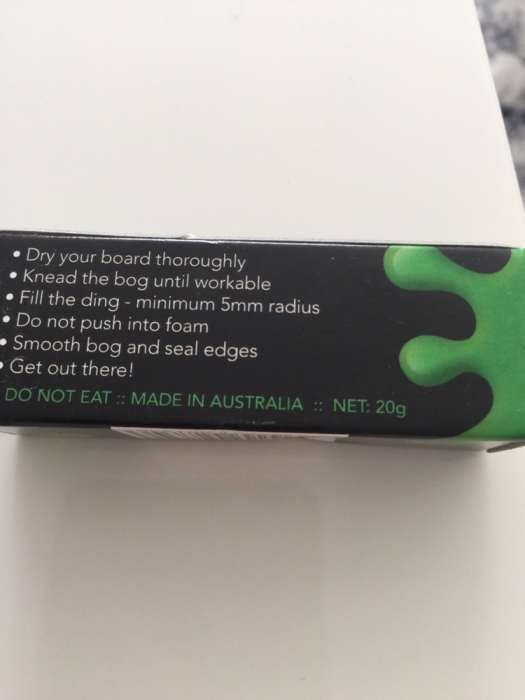 • Dry your board thoroughly
• Knead the bog until workable
• Fill the ding - minimum 5mm radius
• Do not push into foam
• Smooth bog and seal edges
• Get out there!
DO NOT EAT :: MADE IN AUSTRALIA :: NET: 20g